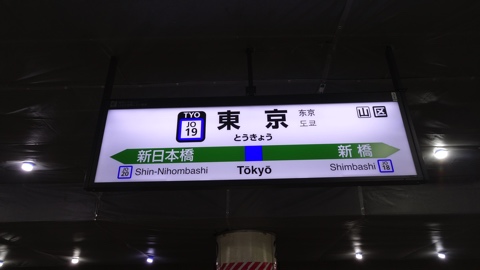 TYO
JO
19
東京
东京
도쿄
とうきょう
山 区
新日本橋
新橋
JO
20
Shin-Nihombashi
Tōkyō
Shimbashi
JO
18